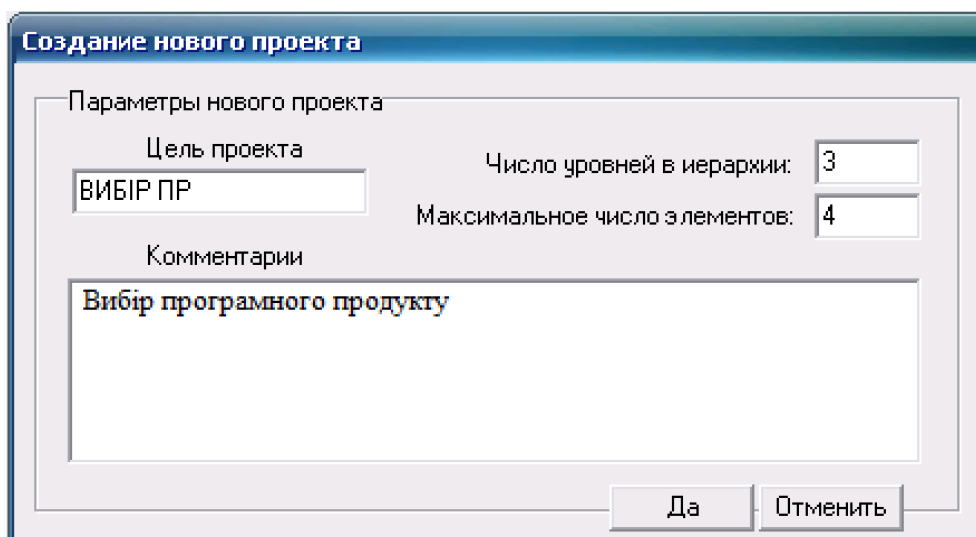 Создание нового проекта
Параметры нового проекта
Цель проекта
ВИБІР ПР
Число уровней в иерархии: 3
Максимальное число элементов: 4
Комментарии
Вибір програмного продукту
Да
Отменить